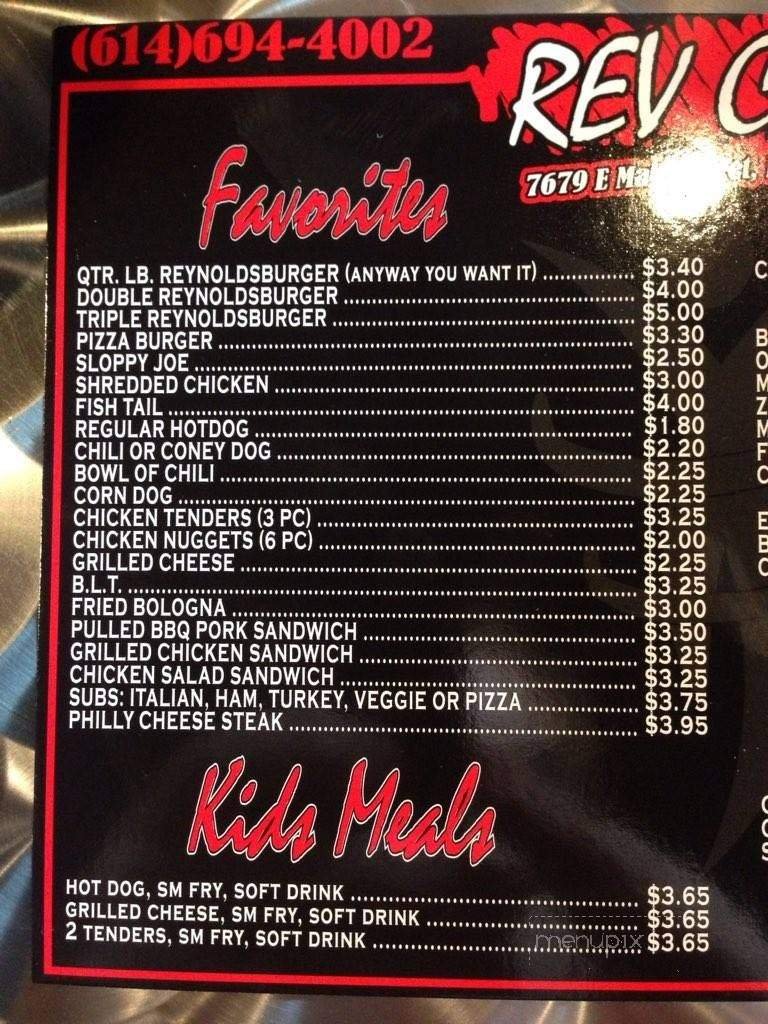 (614)694-4002
REV C
7679 E
Favorites
QTR. LB. REYNOLDSBURGER (ANYWAY YOU WANT IT) ............... $3.40
DOUBLE REYNOLDSBURGER ............... $4.00
TRIPLE REYNOLDSBURGER ............... $5.00
PIZZA BURGER ............... $3.30
SLOPPY JOE ............... $2.50
SHREDDED CHICKEN ............... $3.00
FISH TAIL ............... $4.00
REGULAR HOTDOG ............... $1.80
CHILI OR CONEY DOG ............... $2.20
BOWL OF CHILI ............... $2.25
CORN DOG ............... $2.25
CHICKEN TENDERS (3 PC) ............... $3.25
CHICKEN NUGGETS (6 PC) ............... $2.00
GRILLED CHEESE ............... $2.25
B.L.T. ............... $3.25
FRIED BOLOGNA ............... $3.00
PULLED BBQ PORK SANDWICH ............... $3.50
GRILLED CHICKEN SANDWICH ............... $3.25
CHICKEN SALAD SANDWICH ............... $3.25
SUBS: ITALIAN, HAM, TURKEY, VEGGIE OR PIZZA ............... $3.75
PHILLY CHEESE STEAK ............... $3.95
Kids Meals
HOT DOG, SM FRY, SOFT DRINK ............... $3.65
GRILLED CHEESE, SM FRY, SOFT DRINK ............... $3.65
2 TENDERS, SM FRY, SOFT DRINK ............... $3.65
menupix